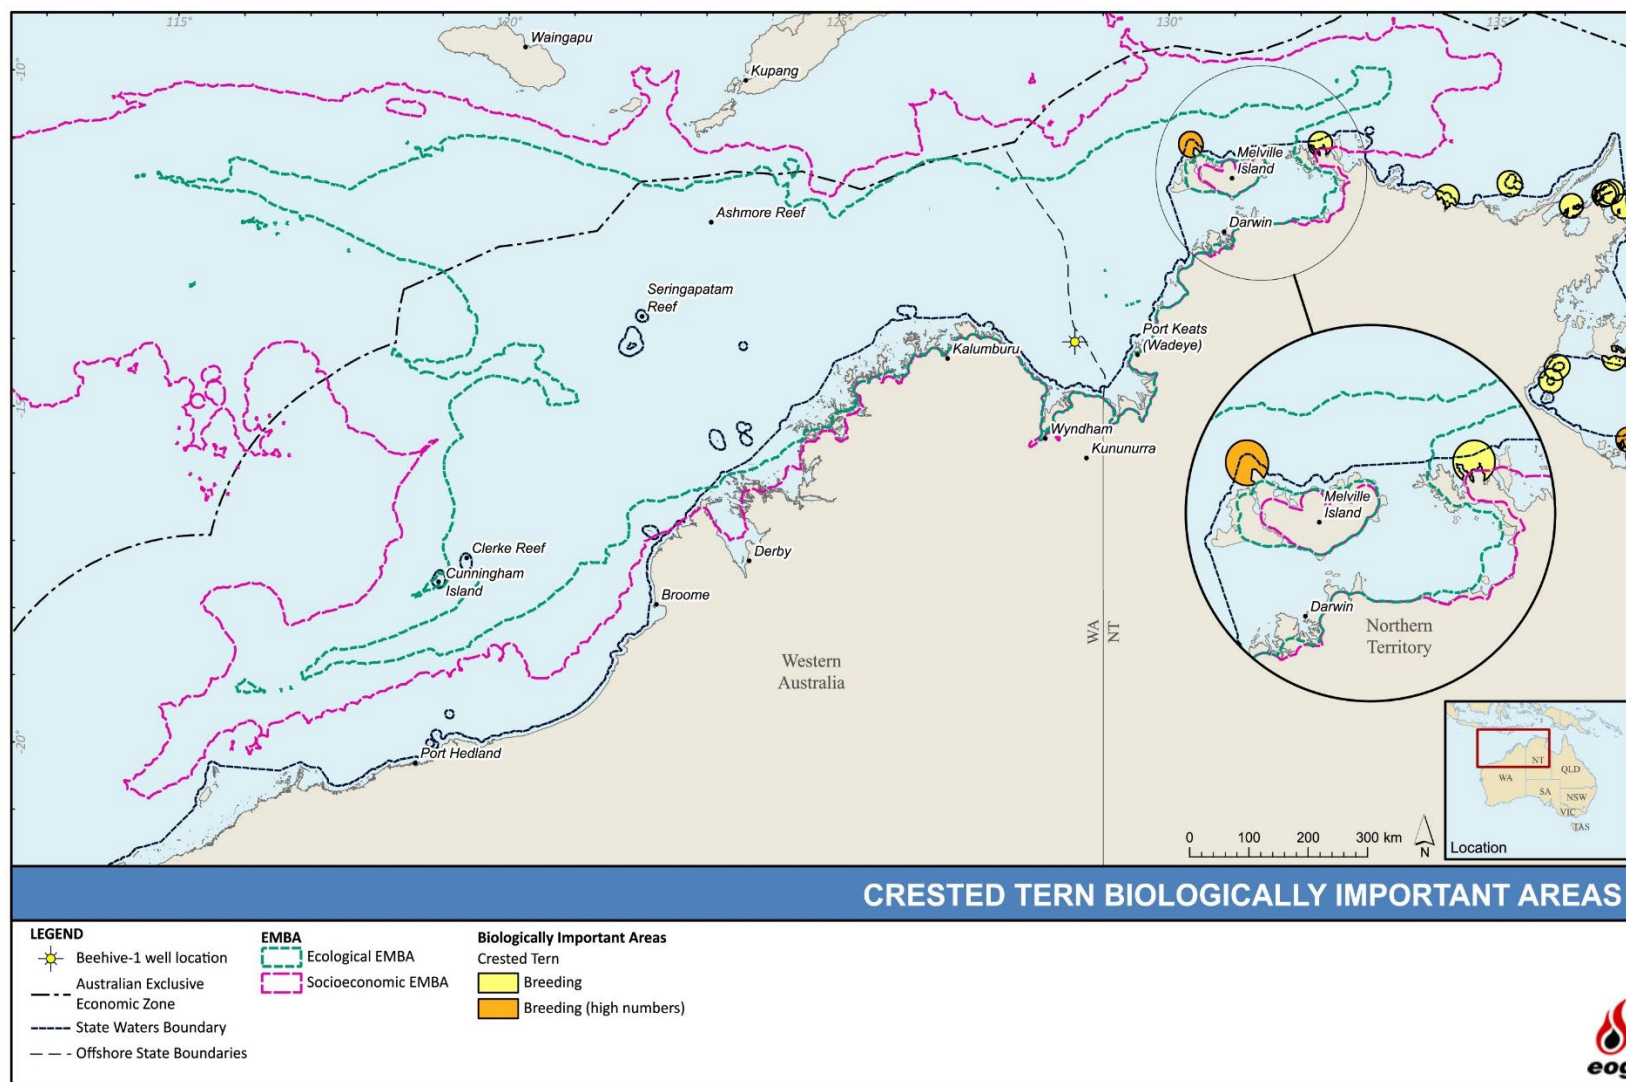 115°
120°
125°
130°
135°
-10°
Waingapu
Kupang
Melville
Island
Ashmore Reef
Darwin
Seringapatam
Reef
Kalumburu
Port Keats
(Wadeye)
-15°
Wyndham
Kununurra
Melville
Island
Clerke Reef
Cunningham
Island
Derby
Broome
Darwin
WA
NT
Northern
Territory
Western
Australia
-20°
Port Hedland
0 100 200 300 km
N
WA
NT
QLD
SA
NSW
VIC
TAS
Location
CRESTED TERN BIOLOGICALLY IMPORTANT AREAS
LEGEND
Beehive-1 well location
Australian Exclusive
Economic Zone
State Waters Boundary
Offshore State Boundaries
EMBA
Ecological EMBA
Socioeconomic EMBA
Biologically Important Areas
Crested Tern
Breeding
Breeding (high numbers)
eog